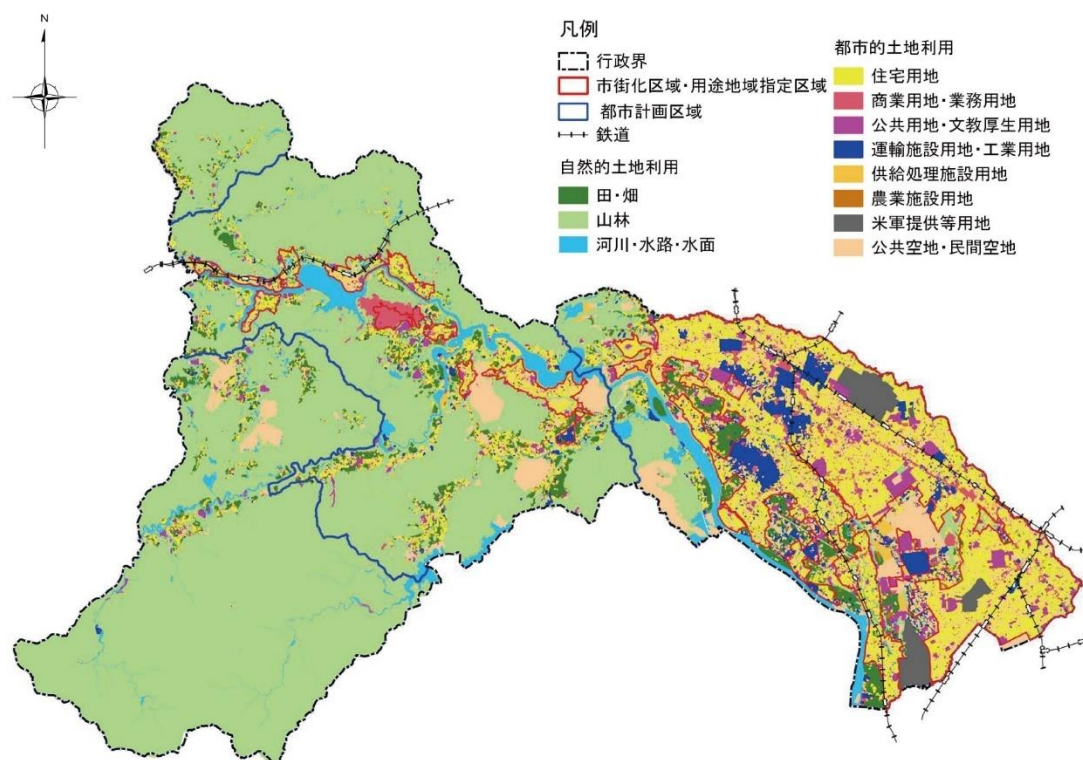 N
凡例
行政界
市街化区域・用途地域指定区域
都市計画区域
鉄道
自然的土地利用
田・畑
山林
河川・水路・水面
都市的土地利用
住宅用地
商業用地・業務用地
公共用地・文教厚生用地
運輸施設用地・工業用地
供給処理施設用地
農業施設用地
米軍提供等用地
公共空地・民間空地